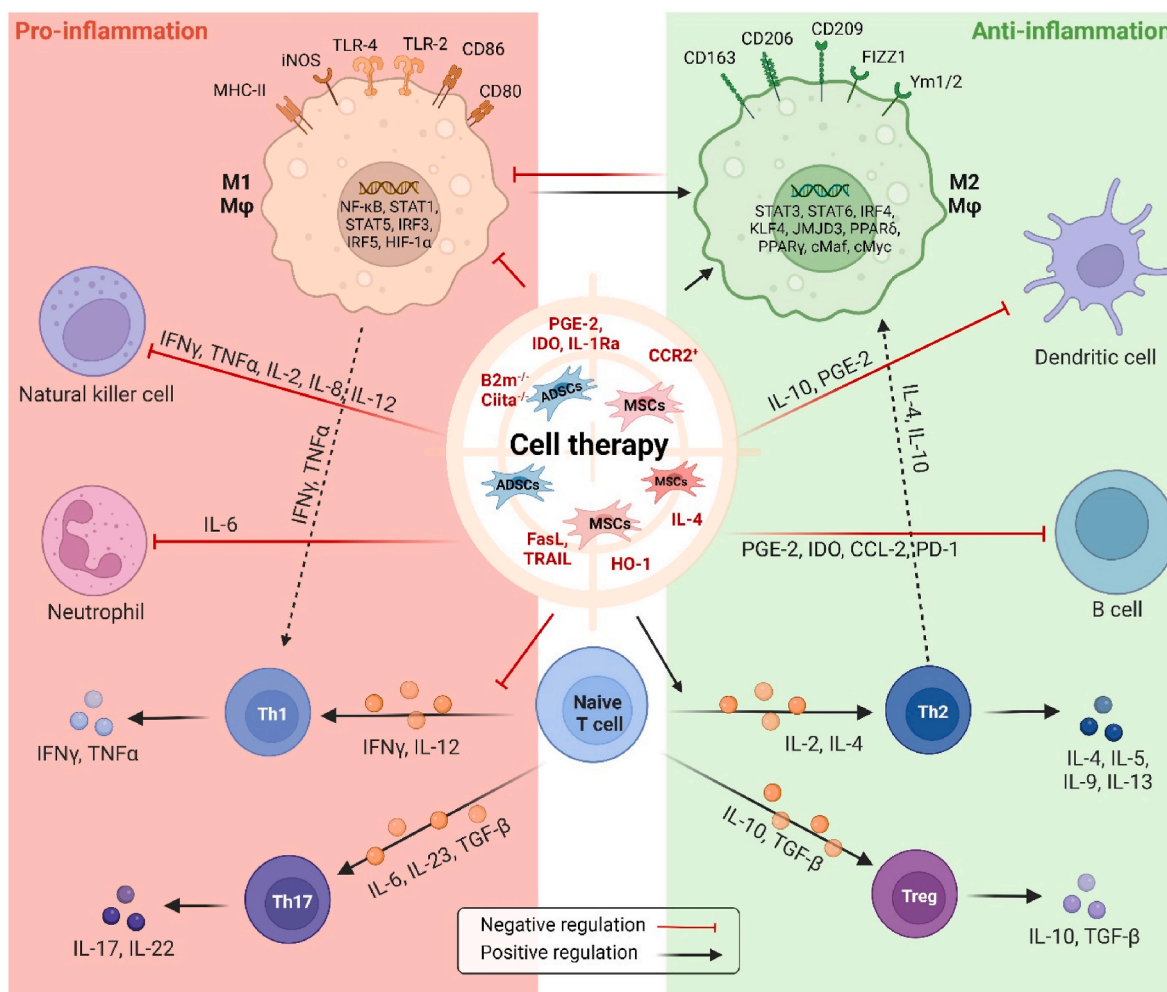 Pro-inflammation
Anti-inflammation
MHC-II
iNOS
TLR-4
TLR-2
CD86
CD80
CD163
CD206
CD209
FIZZ1
Ym1/2
M1
Mφ
NF-κB, STAT1,
STAT5, IRF3,
IRF5, HIF-1α
STAT3, STAT6, IRF4,
KLF4, JMJD3, PPARδ,
PPARγ, cMaf, cMyc
M2
Mφ
Natural killer cell
IFNγ, TNFα, IL-2, IL-8, IL-12
IFNγ, TNFα
PGE-2,
IDO, IL-1Ra
CCR2⁺
B2m⁻/⁻
Ciita⁻/⁻
ADSCs
MSCs
Cell therapy
ADSCs
MSCs
MSCs
IL-4
FasL,
TRAIL
HO-1
IL-10, PGE-2
IL-4, IL-10
Dendritic cell
IL-6
Neutrophil
PGE-2, IDO, CCL-2, PD-1
B cell
IFNγ, TNFα
Th1
IFNγ, IL-12
Naive
T cell
IL-2, IL-4
Th2
IL-4, IL-5,
IL-9, IL-13
IL-17, IL-22
Th17
IL-6, IL-23, TGF-β
IL-10, TGF-β
Treg
IL-10, TGF-β
Negative regulation
Positive regulation